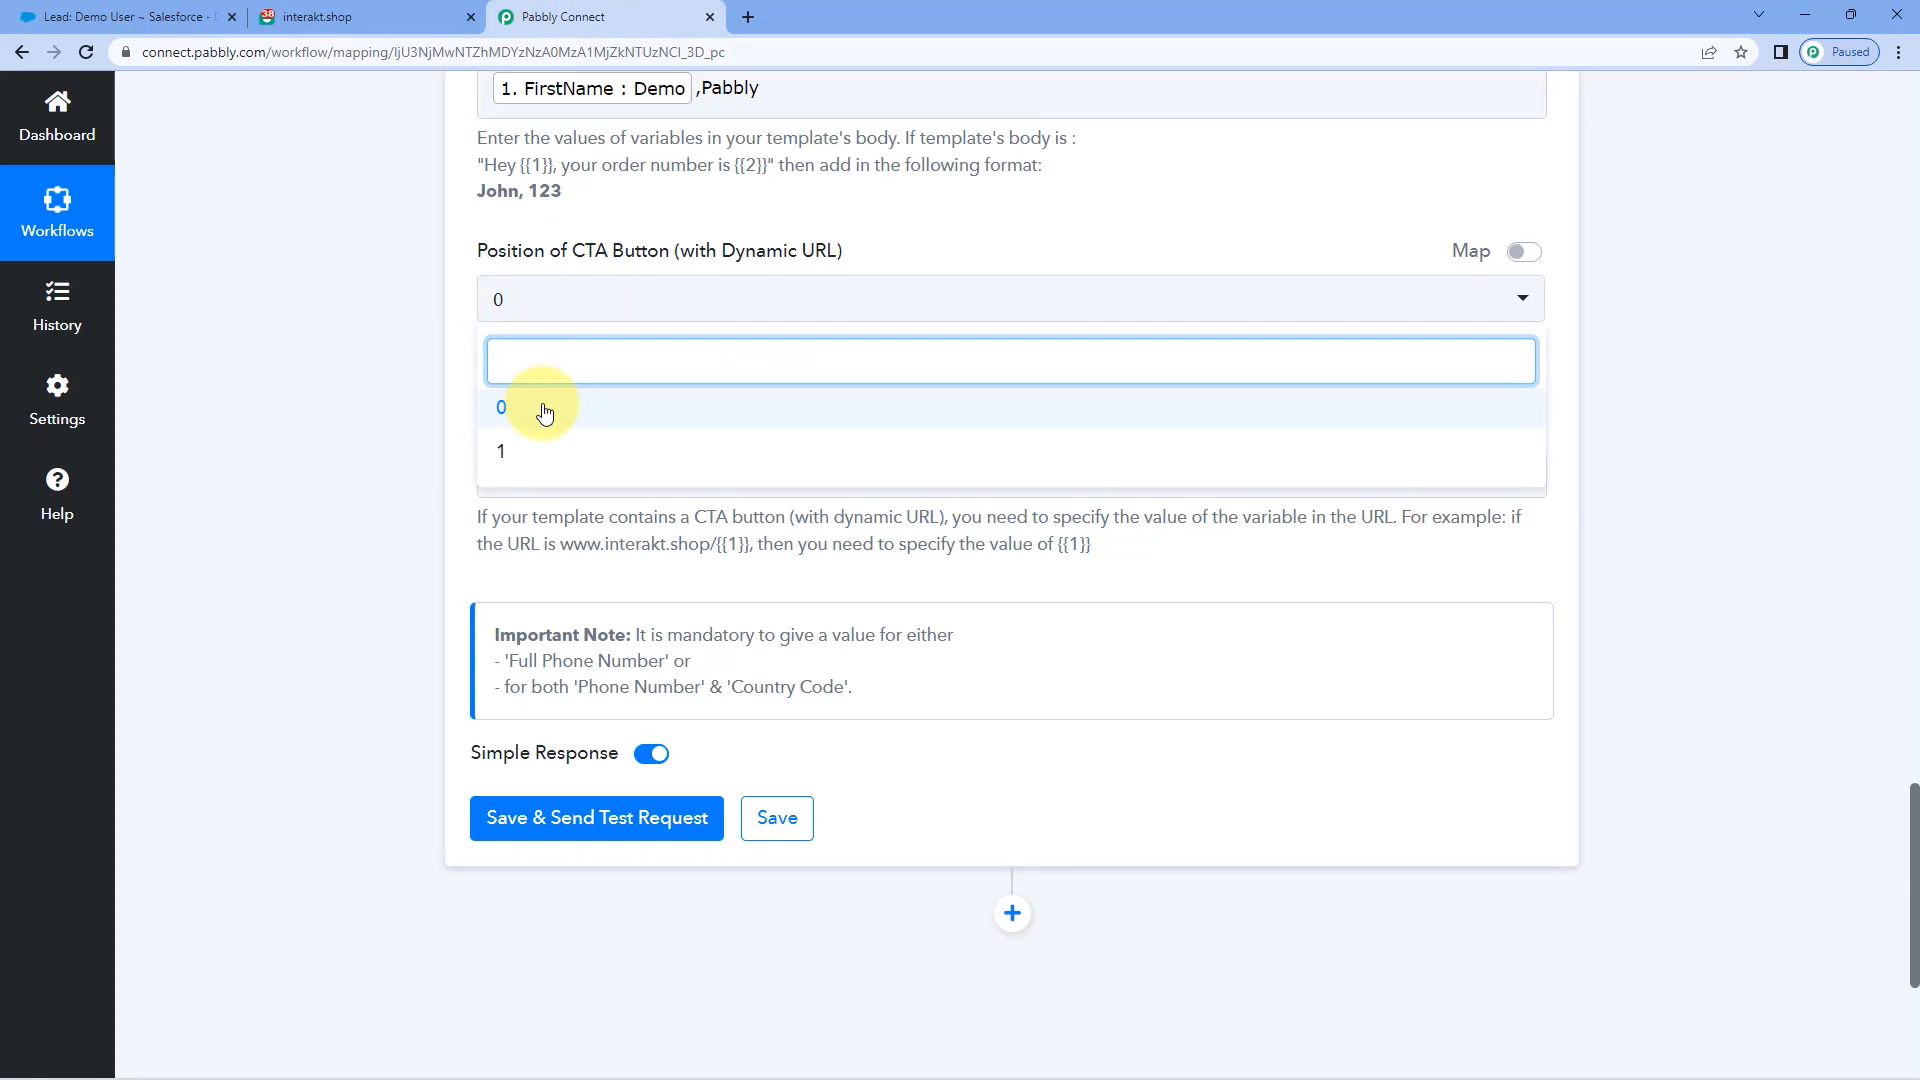 Lead: Demo User ~ Salesforce -
38
interakt.shop
Pabbly Connect
connect.pabbly.com/workflow/mapping/IjU3NjMwNTZhMDYzNzA0MzA1MjZkNTUzNCI_3D_pc
Paused
Dashboard
Workflows
History
Settings
Help
1. FirstName : Demo ,Pabbly
Enter the values of variables in your template's body. If template's body is :
"Hey {{1}}, your order number is {{2}}" then add in the following format:
John, 123
Position of CTA Button (with Dynamic URL)
Map
0
0
1
If your template contains a CTA button (with dynamic URL), you need to specify the value of the variable in the URL. For example: if
the URL is www.interakt.shop/{{1}}, then you need to specify the value of {{1}}
Important Note: It is mandatory to give a value for either
- 'Full Phone Number' or
- for both 'Phone Number' & 'Country Code'.
Simple Response
Save & Send Test Request
Save